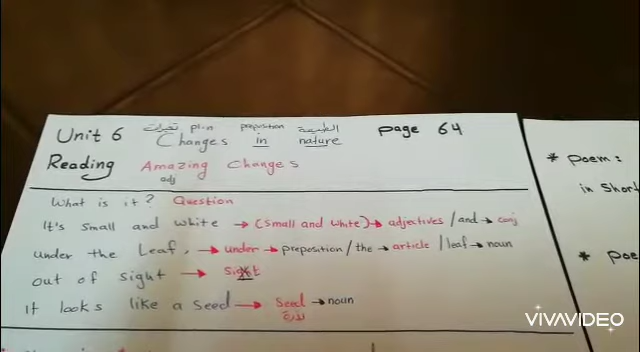 Unit 6 تغيرات pl.n preposition الطبيعة page 64
Changes in nature
Reading Amazing changes
adj
What is it? Question
It's small and white → (small and white) → adjectives / and → conj
under the Leaf, → under → preposition / the → article / leaf → noun
out of sight → sight
it looks like a seed → seed → noun
بذرة
* poem:
in short
* poe
VIVAVIDEO